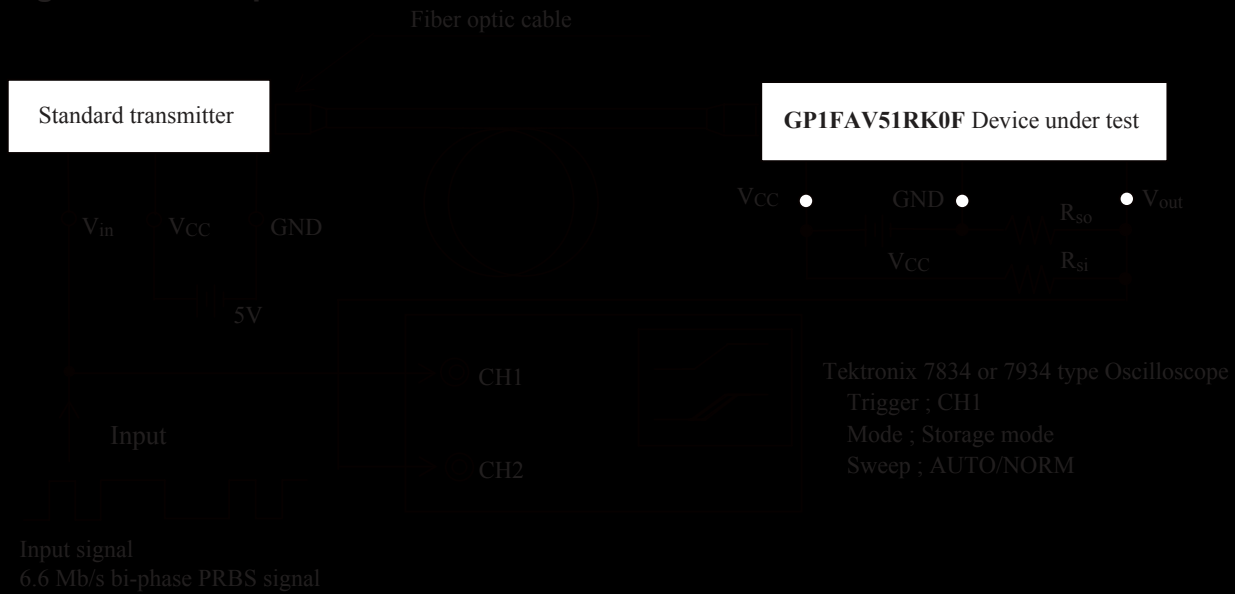 Fiber optic cable
Standard transmitter
GP1FAV51RK0F Device under test
VCC GND Vout
Vin VCC GND Rso
VCC Rsi
5V
CH1
Tektronix 7834 or 7934 type Oscilloscope
Trigger ; CH1
Mode ; Storage mode
Sweep ; AUTO/NORM
Input
CH2
Input signal
6.6 Mb/s bi-phase PRBS signal